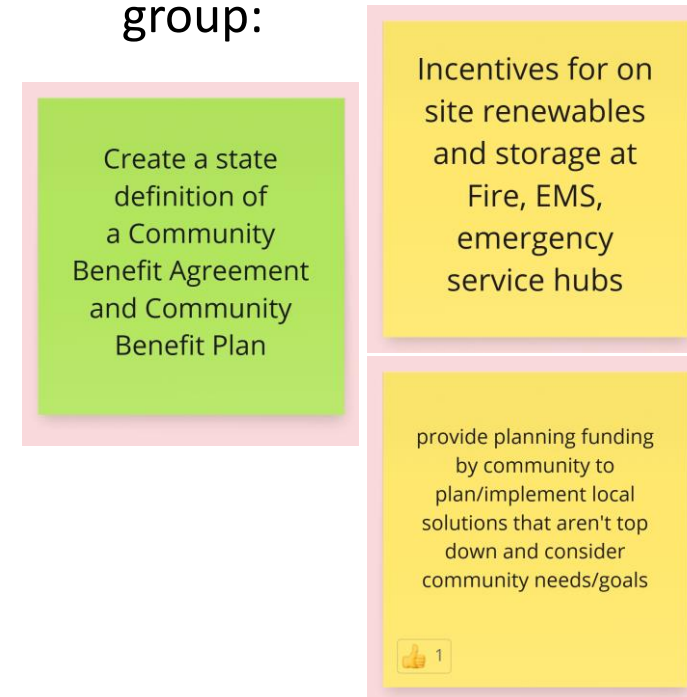 group:
Create a state
definition of
a Community
Benefit Agreement
and Community
Benefit Plan
Incentives for on
site renewables
and storage at
Fire, EMS,
emergency
service hubs
provide planning funding
by community to
plan/implement local
solutions that aren't top
down and consider
community needs/goals
👍 1